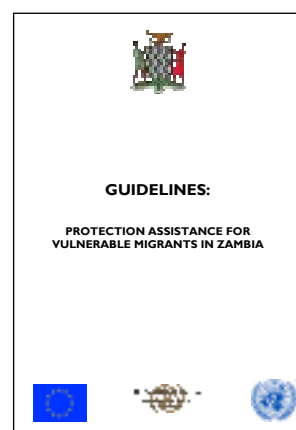 GUIDELINES:
PROTECTION ASSISTANCE FOR
VULNERABLE MIGRANTS IN ZAMBIA